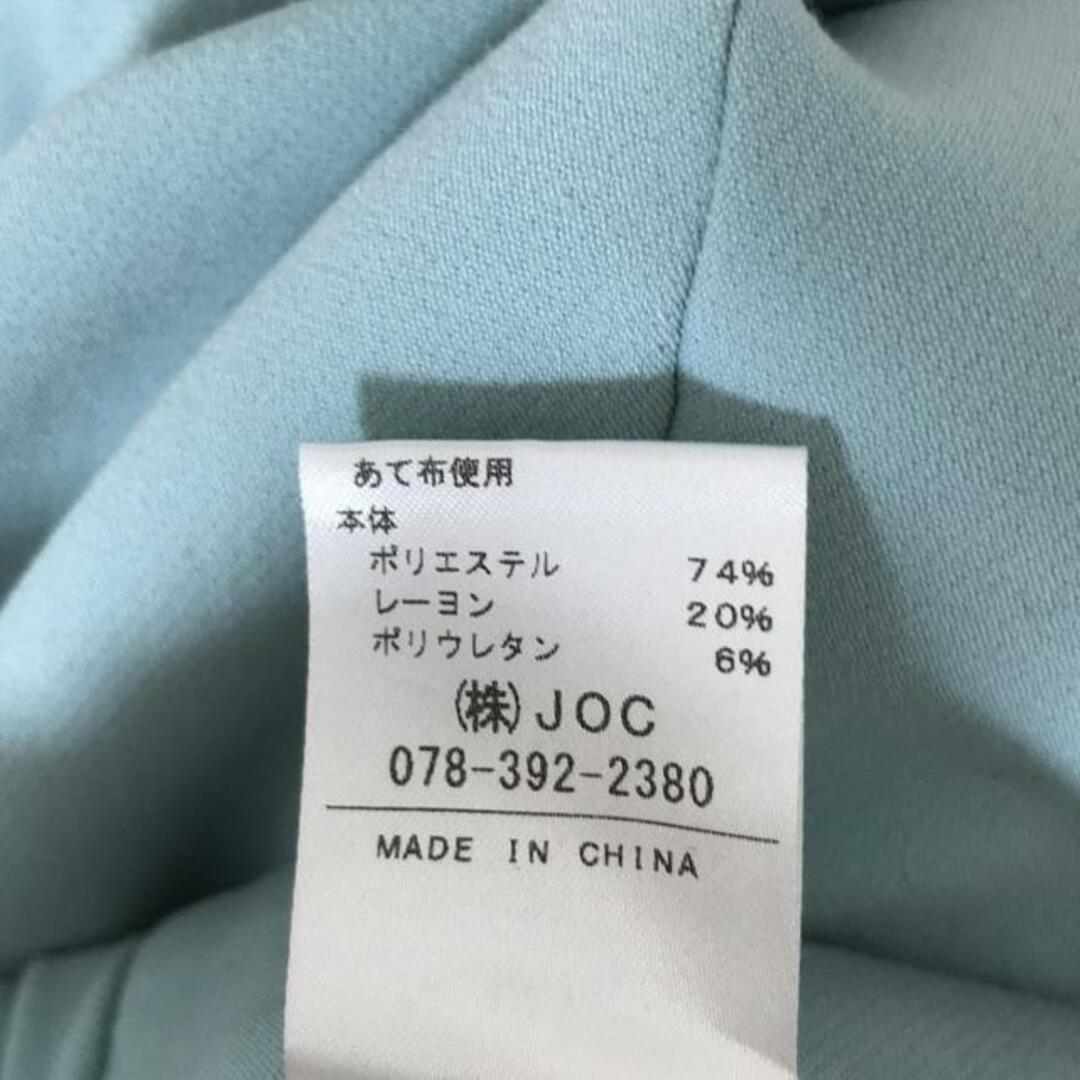 あて布使用
本体
ポリエステル 74%
レーヨン 20%
ポリウレタン 6%
(株)JOC
078-392-2380
MADE IN CHINA